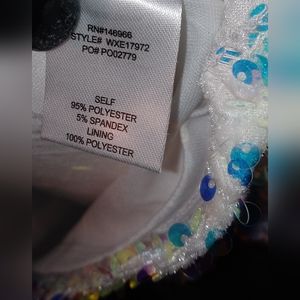 RN#146966
STYLE# WXE17972
PO# PO02779
SELF
95% POLYESTER
5% SPANDEX
LINING
100% POLYESTER